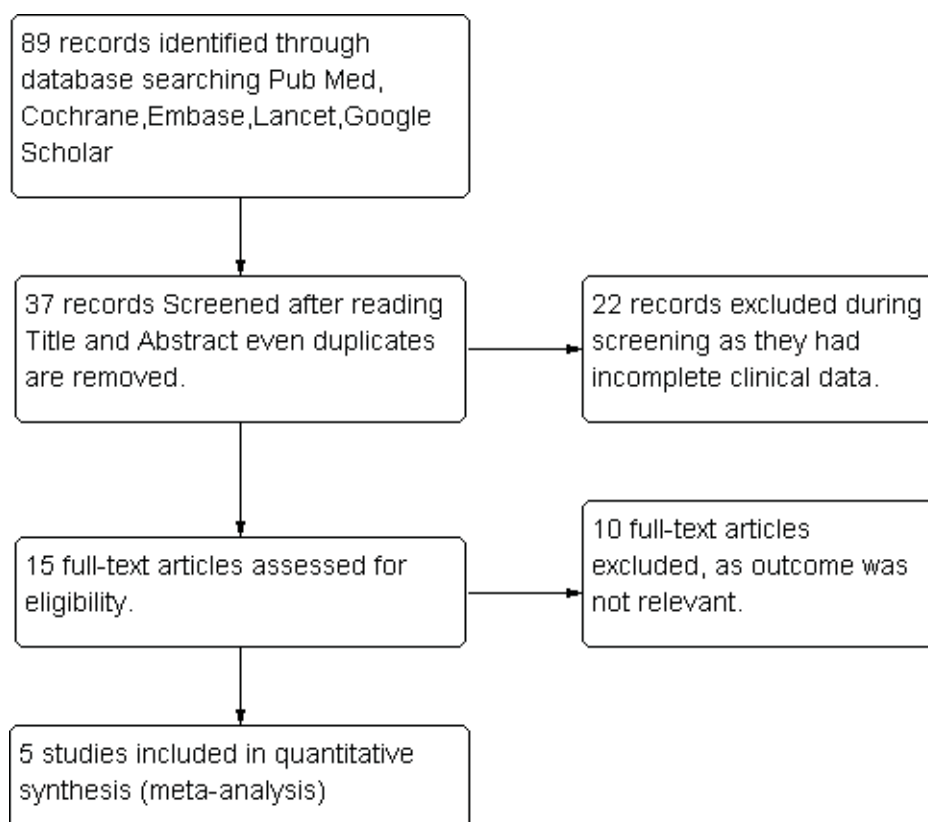 89 records identified through
database searching Pub Med,
Cochrane,Embase,Lancet,Google
Scholar
37 records Screened after reading
Title and Abstract even duplicates
are removed.
22 records excluded during
screening as they had
incomplete clinical data.
15 full-text articles assessed for
eligibility.
10 full-text articles
excluded, as outcome was
not relevant.
5 studies included in quantitative
synthesis (meta-analysis)